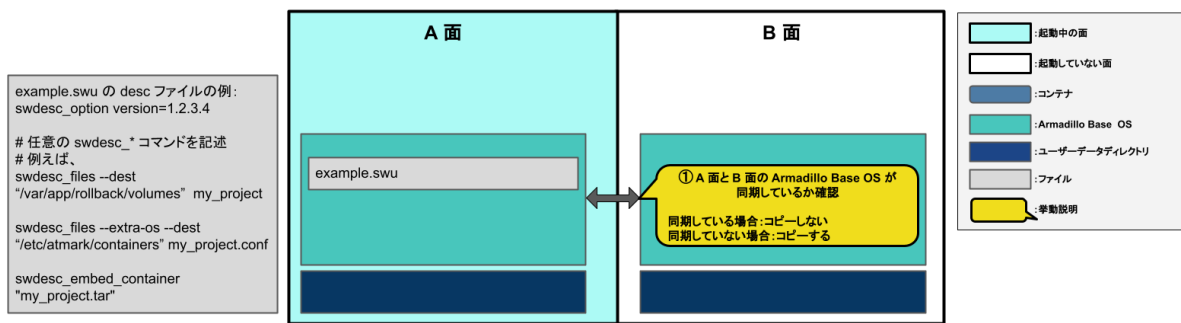 example.swu の desc ファイルの例：
swdesc_option version=1.2.3.4
# 任意の swdesc_* コマンドを記述
# 例えば、
swdesc_files --dest
“/var/app/rollback/volumes” my_project
swdesc_files --extra-os --dest
“/etc/atmark/containers” my_project.conf
swdesc_embed_container
"my_project.tar"
A 面
example.swu
B 面
① A 面と B 面の Armadillo Base OS が
同期しているか確認
同期している場合：コピーしない
同期していない場合：コピーする
：起動中の面
：起動していない面
：コンテナ
：Armadillo Base OS
：ユーザーデータディレクトリ
：ファイル
：挙動説明